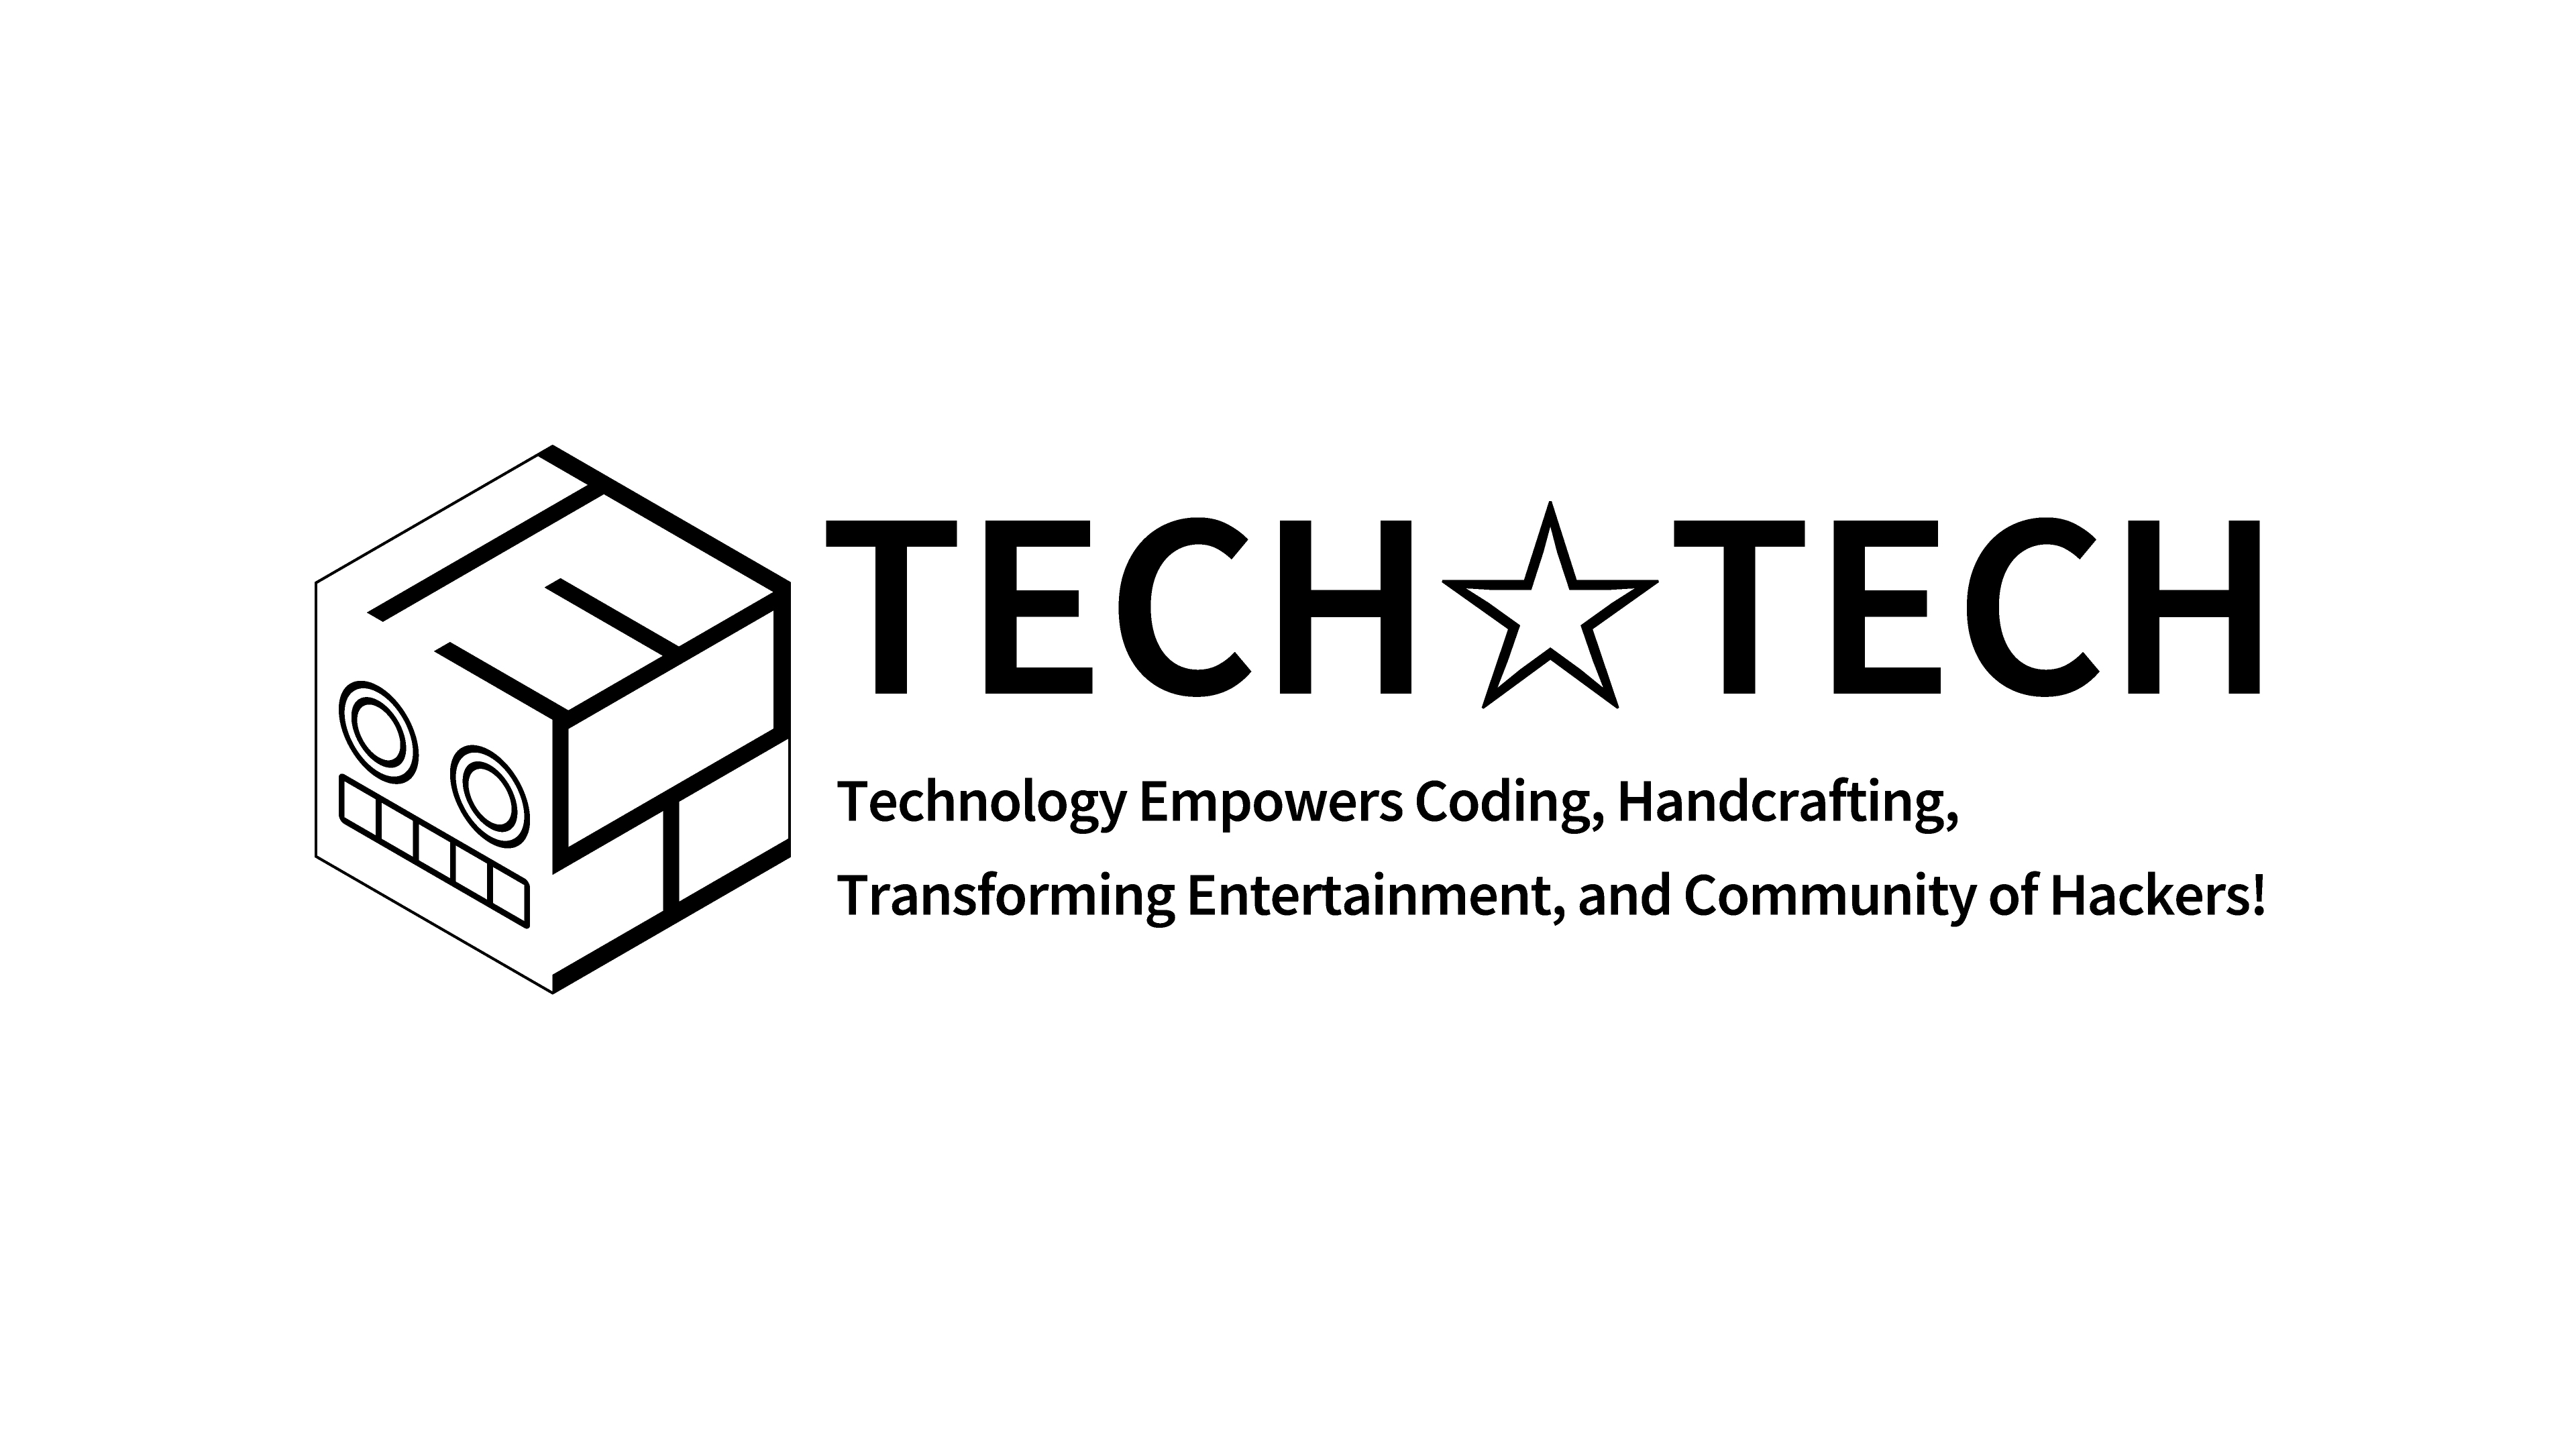 TECH☆TECH
Technology Empowers Coding, Handcrafting,
Transforming Entertainment, and Community of Hackers!